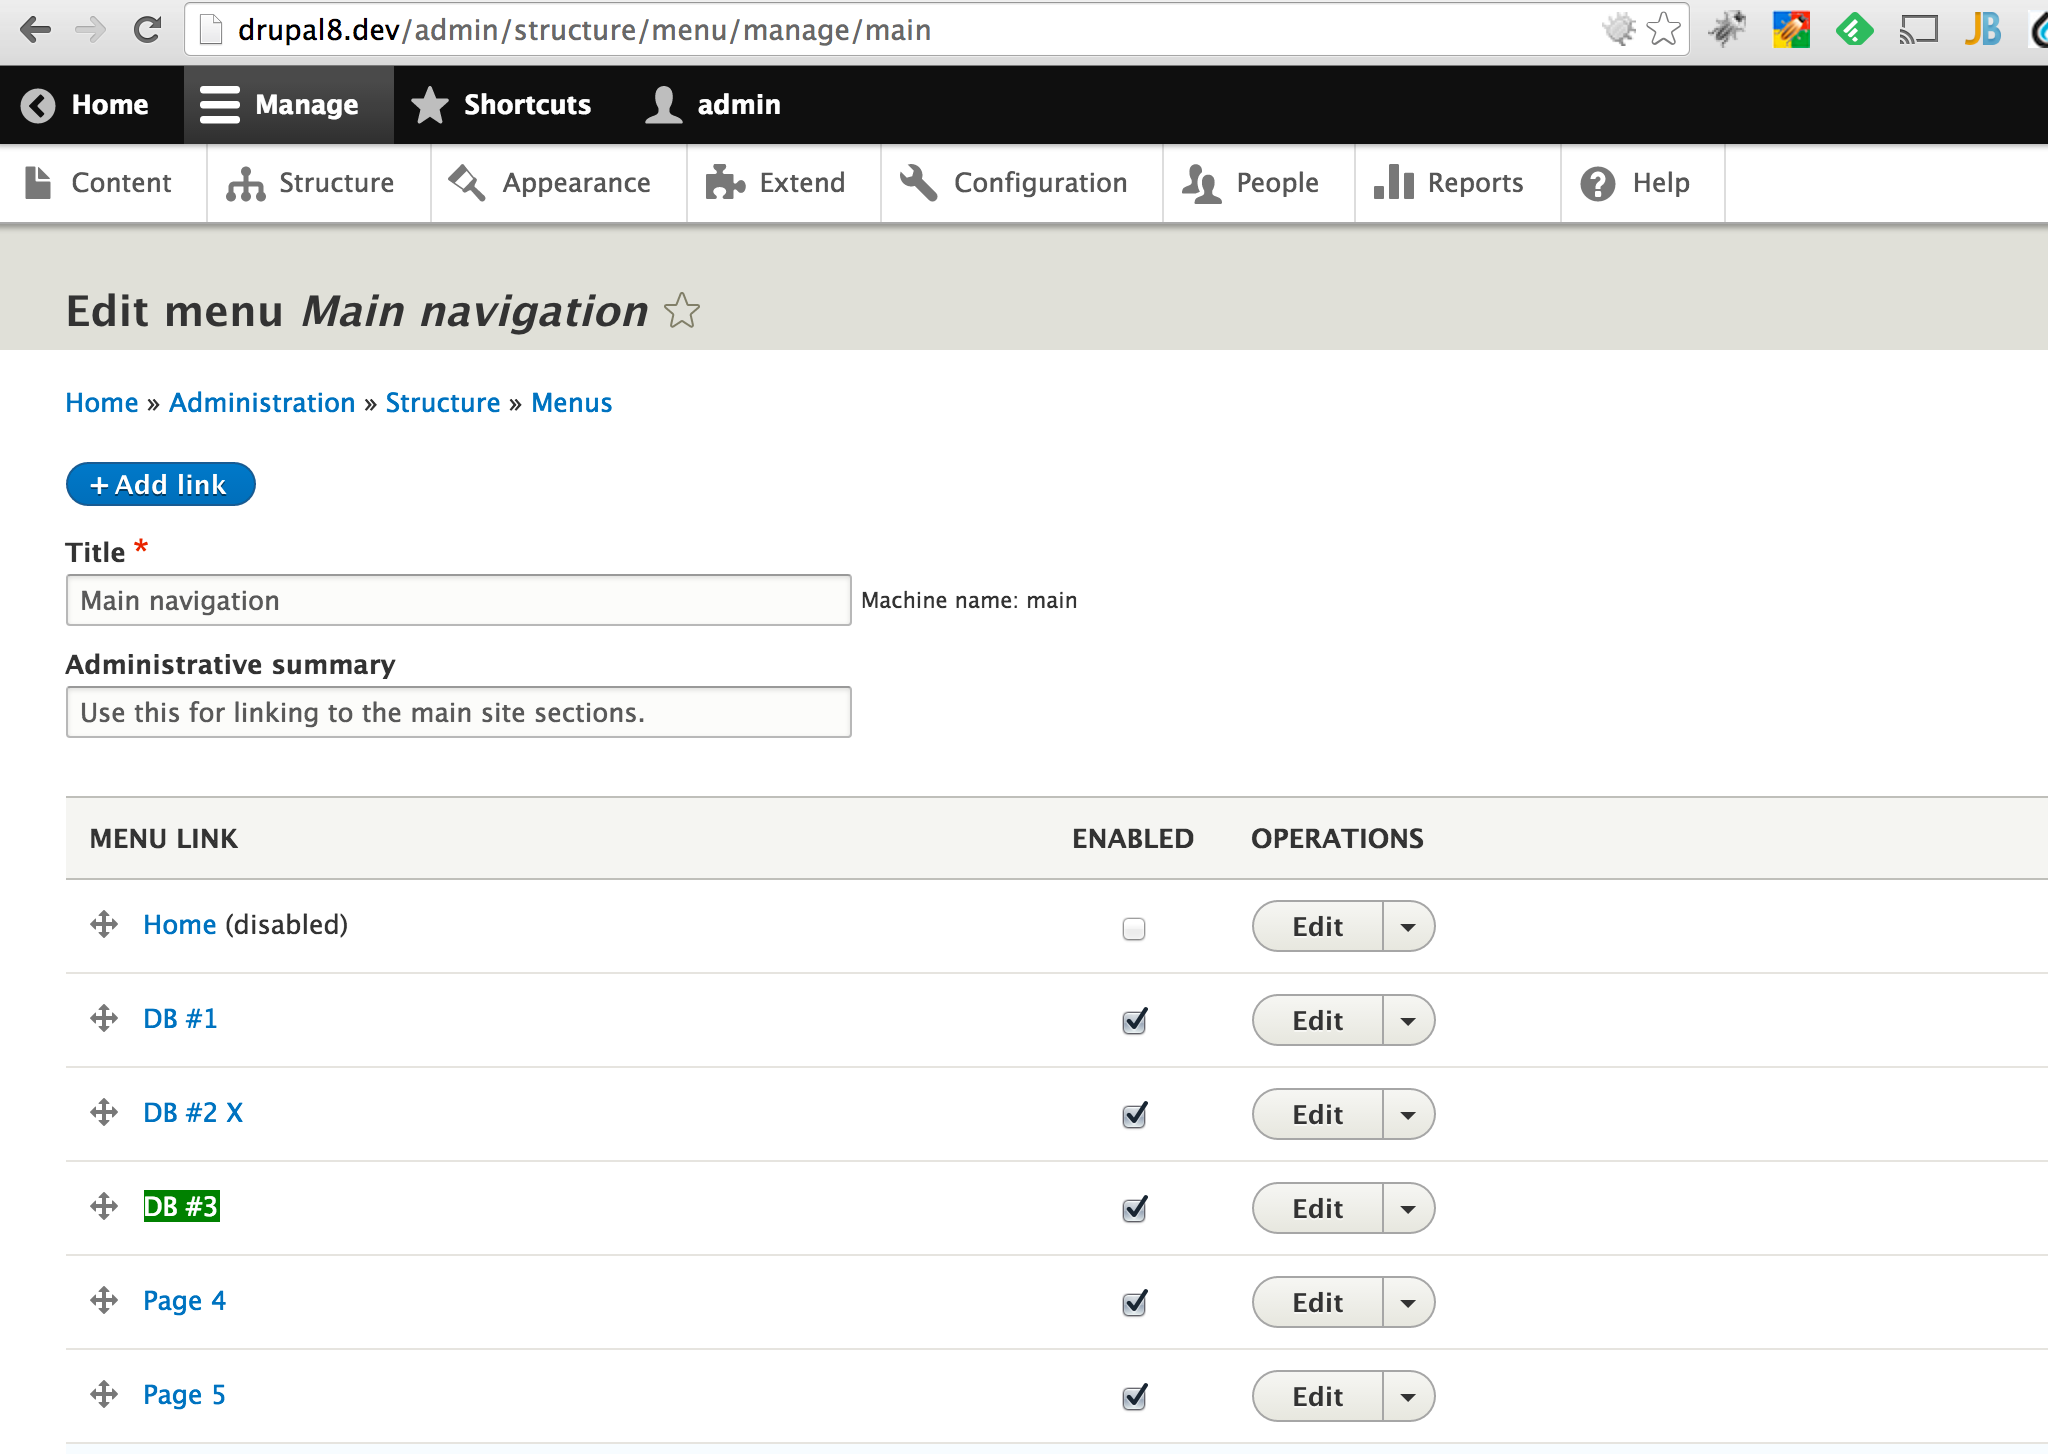 drupal8.dev/admin/structure/menu/manage/main
JB
Home Manage Shortcuts admin
Content Structure Appearance Extend Configuration People Reports Help
Edit menu Main navigation
Home » Administration » Structure » Menus
+ Add link
Title *
Main navigation Machine name: main
Administrative summary
Use this for linking to the main site sections.
MENU LINK ENABLED OPERATIONS
Home (disabled) Edit
DB #1 Edit
DB #2 X Edit
DB #3 Edit
Page 4 Edit
Page 5 Edit